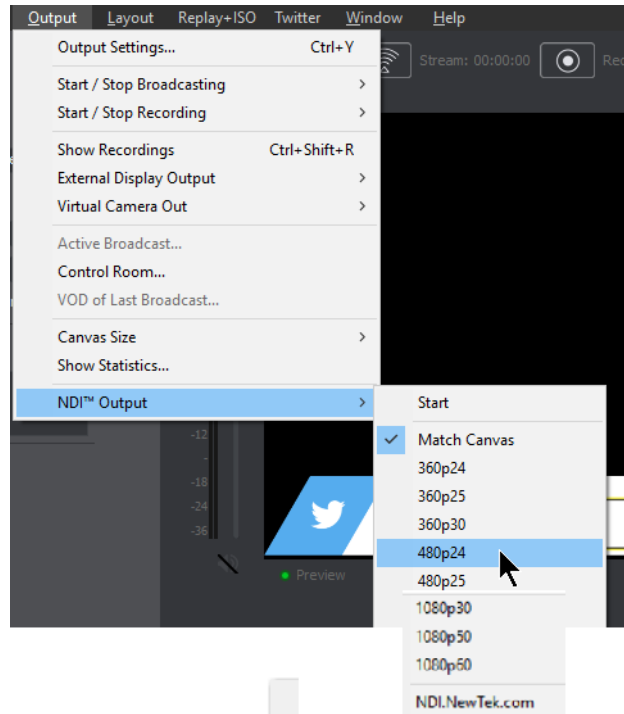 Output Layout Replay+ISO Twitter Window Help
Output Settings... Ctrl+Y
Stream: 00:00:00
Start / Stop Broadcasting
Start / Stop Recording
Show Recordings Ctrl+Shift+R
External Display Output
Virtual Camera Out
Active Broadcast...
Control Room...
VOD of Last Broadcast...
Canvas Size
Show Statistics...
NDI™ Output
Start
-12
Match Canvas
360p24
-18
360p25
-24
360p30
-36
480p24
Preview
480p25
1080p30
1080p50
1080p60
NDI.NewTek.com